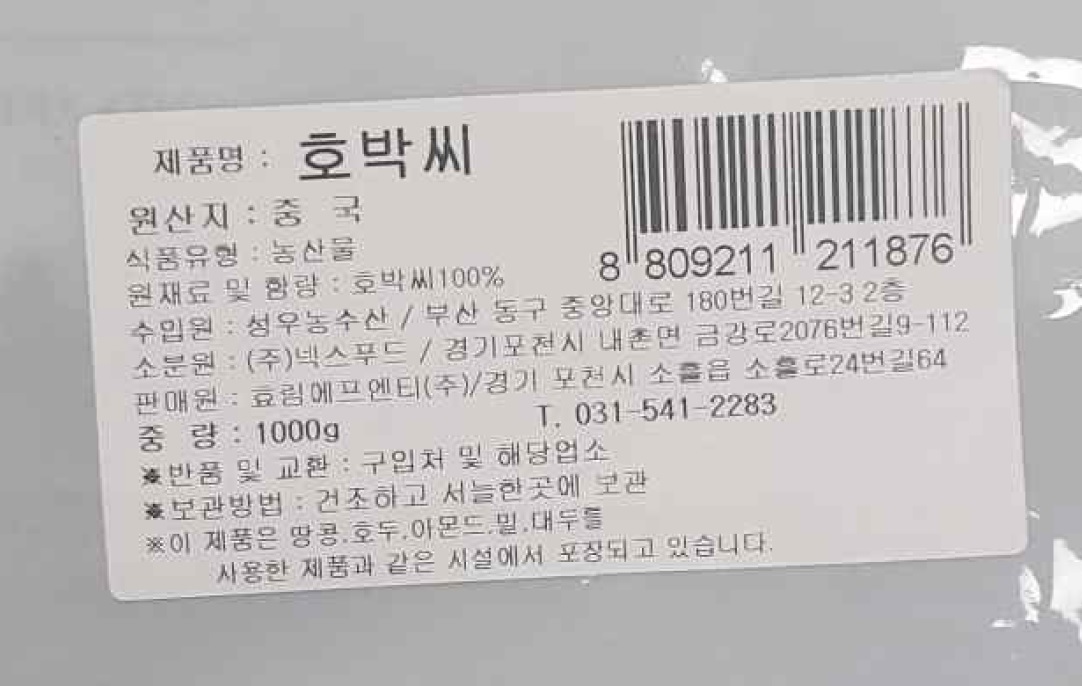 제품명 : 호박씨
원산지 : 중 국
식품유형 : 농산물
원재료 및 함량 : 호박씨100%
8 809211 211876
수입원 : 성우농수산 / 부산 동구 중앙대로 180번길 12-3 2층
소분원 : (주)넥스푸드 / 경기포천시 내촌면 금강로2076번길9-112
판매원 : 효림에프엔티(주)/경기 포천시 소흘읍 소흘로24번길64
중 량 : 1000g T. 031-541-2283
※반품 및 교환 : 구입처 및 해당업소
※보관방법 : 건조하고 서늘한곳에 보관
※이 제품은 땅콩.호두.아몬드.밀.대두를
사용한 제품과 같은 시설에서 포장되고 있습니다.